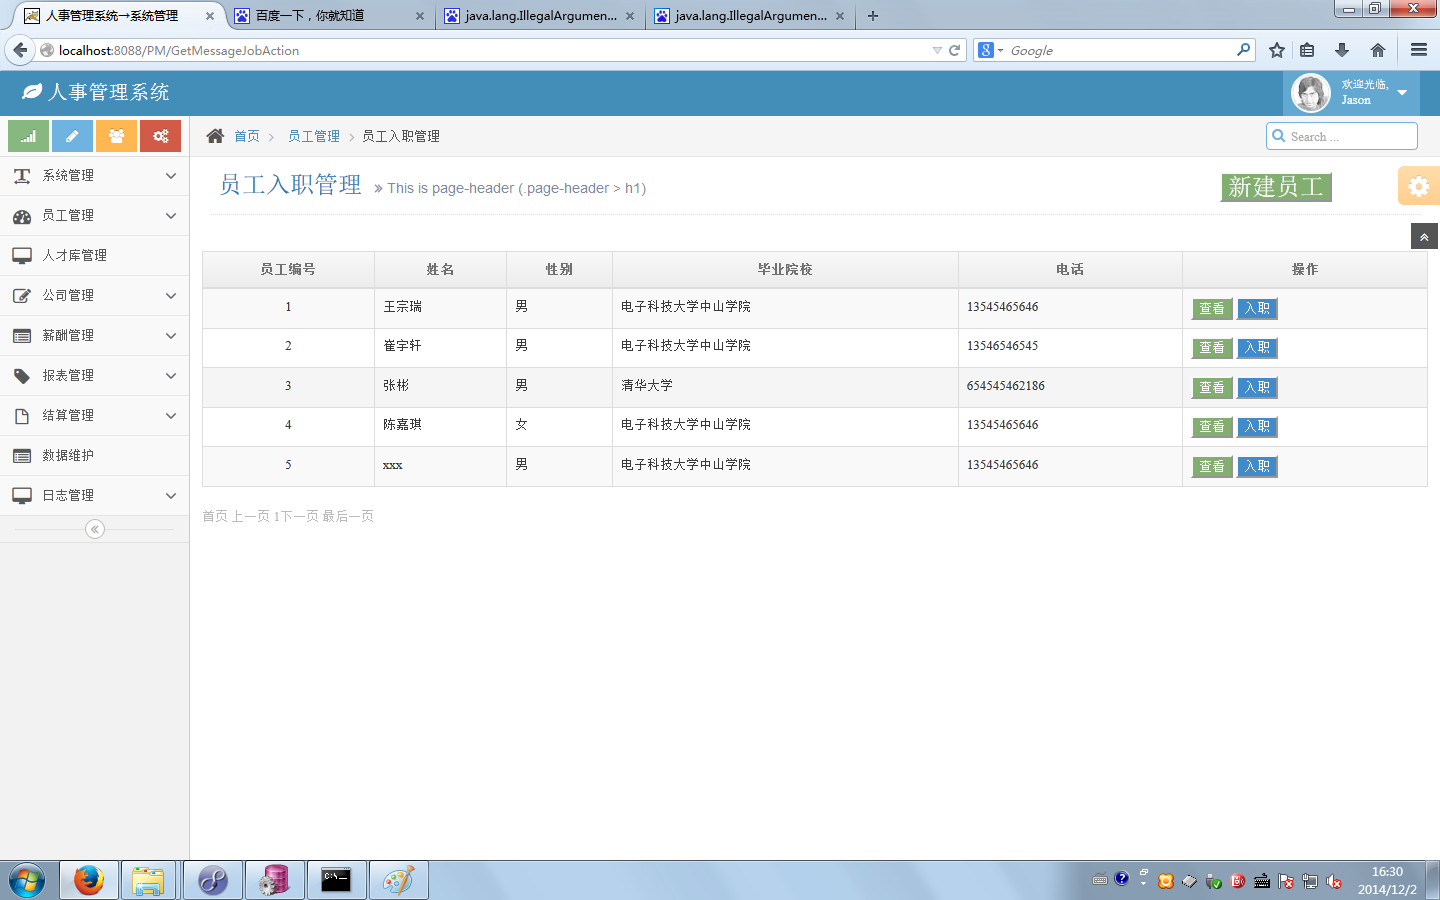 人事管理系统→系统管理
百度一下，你就知道
java.lang.IllegalArgumen...
java.lang.IllegalArgumen...
localhost:8088/PM/GetMessageJobAction
Google
人事管理系统
欢迎光临,
Jason
首页
员工管理
员工入职管理
Search ...
系统管理
员工管理
人才库管理
公司管理
薪酬管理
报表管理
结算管理
数据维护
日志管理
员工入职管理 » This is page-header (.page-header > h1)
新建员工
员工编号 姓名 性别 毕业院校 电话 操作
1 王宗瑞 男 电子科技大学中山学院 13545465646 查看 入职
2 崔宇轩 男 电子科技大学中山学院 13546546545 查看 入职
3 张彬 男 清华大学 654545462186 查看 入职
4 陈嘉琪 女 电子科技大学中山学院 13545465646 查看 入职
5 xxx 男 电子科技大学中山学院 13545465646 查看 入职
首页 上一页 1下一页 最后一页
16:30
2014/12/2